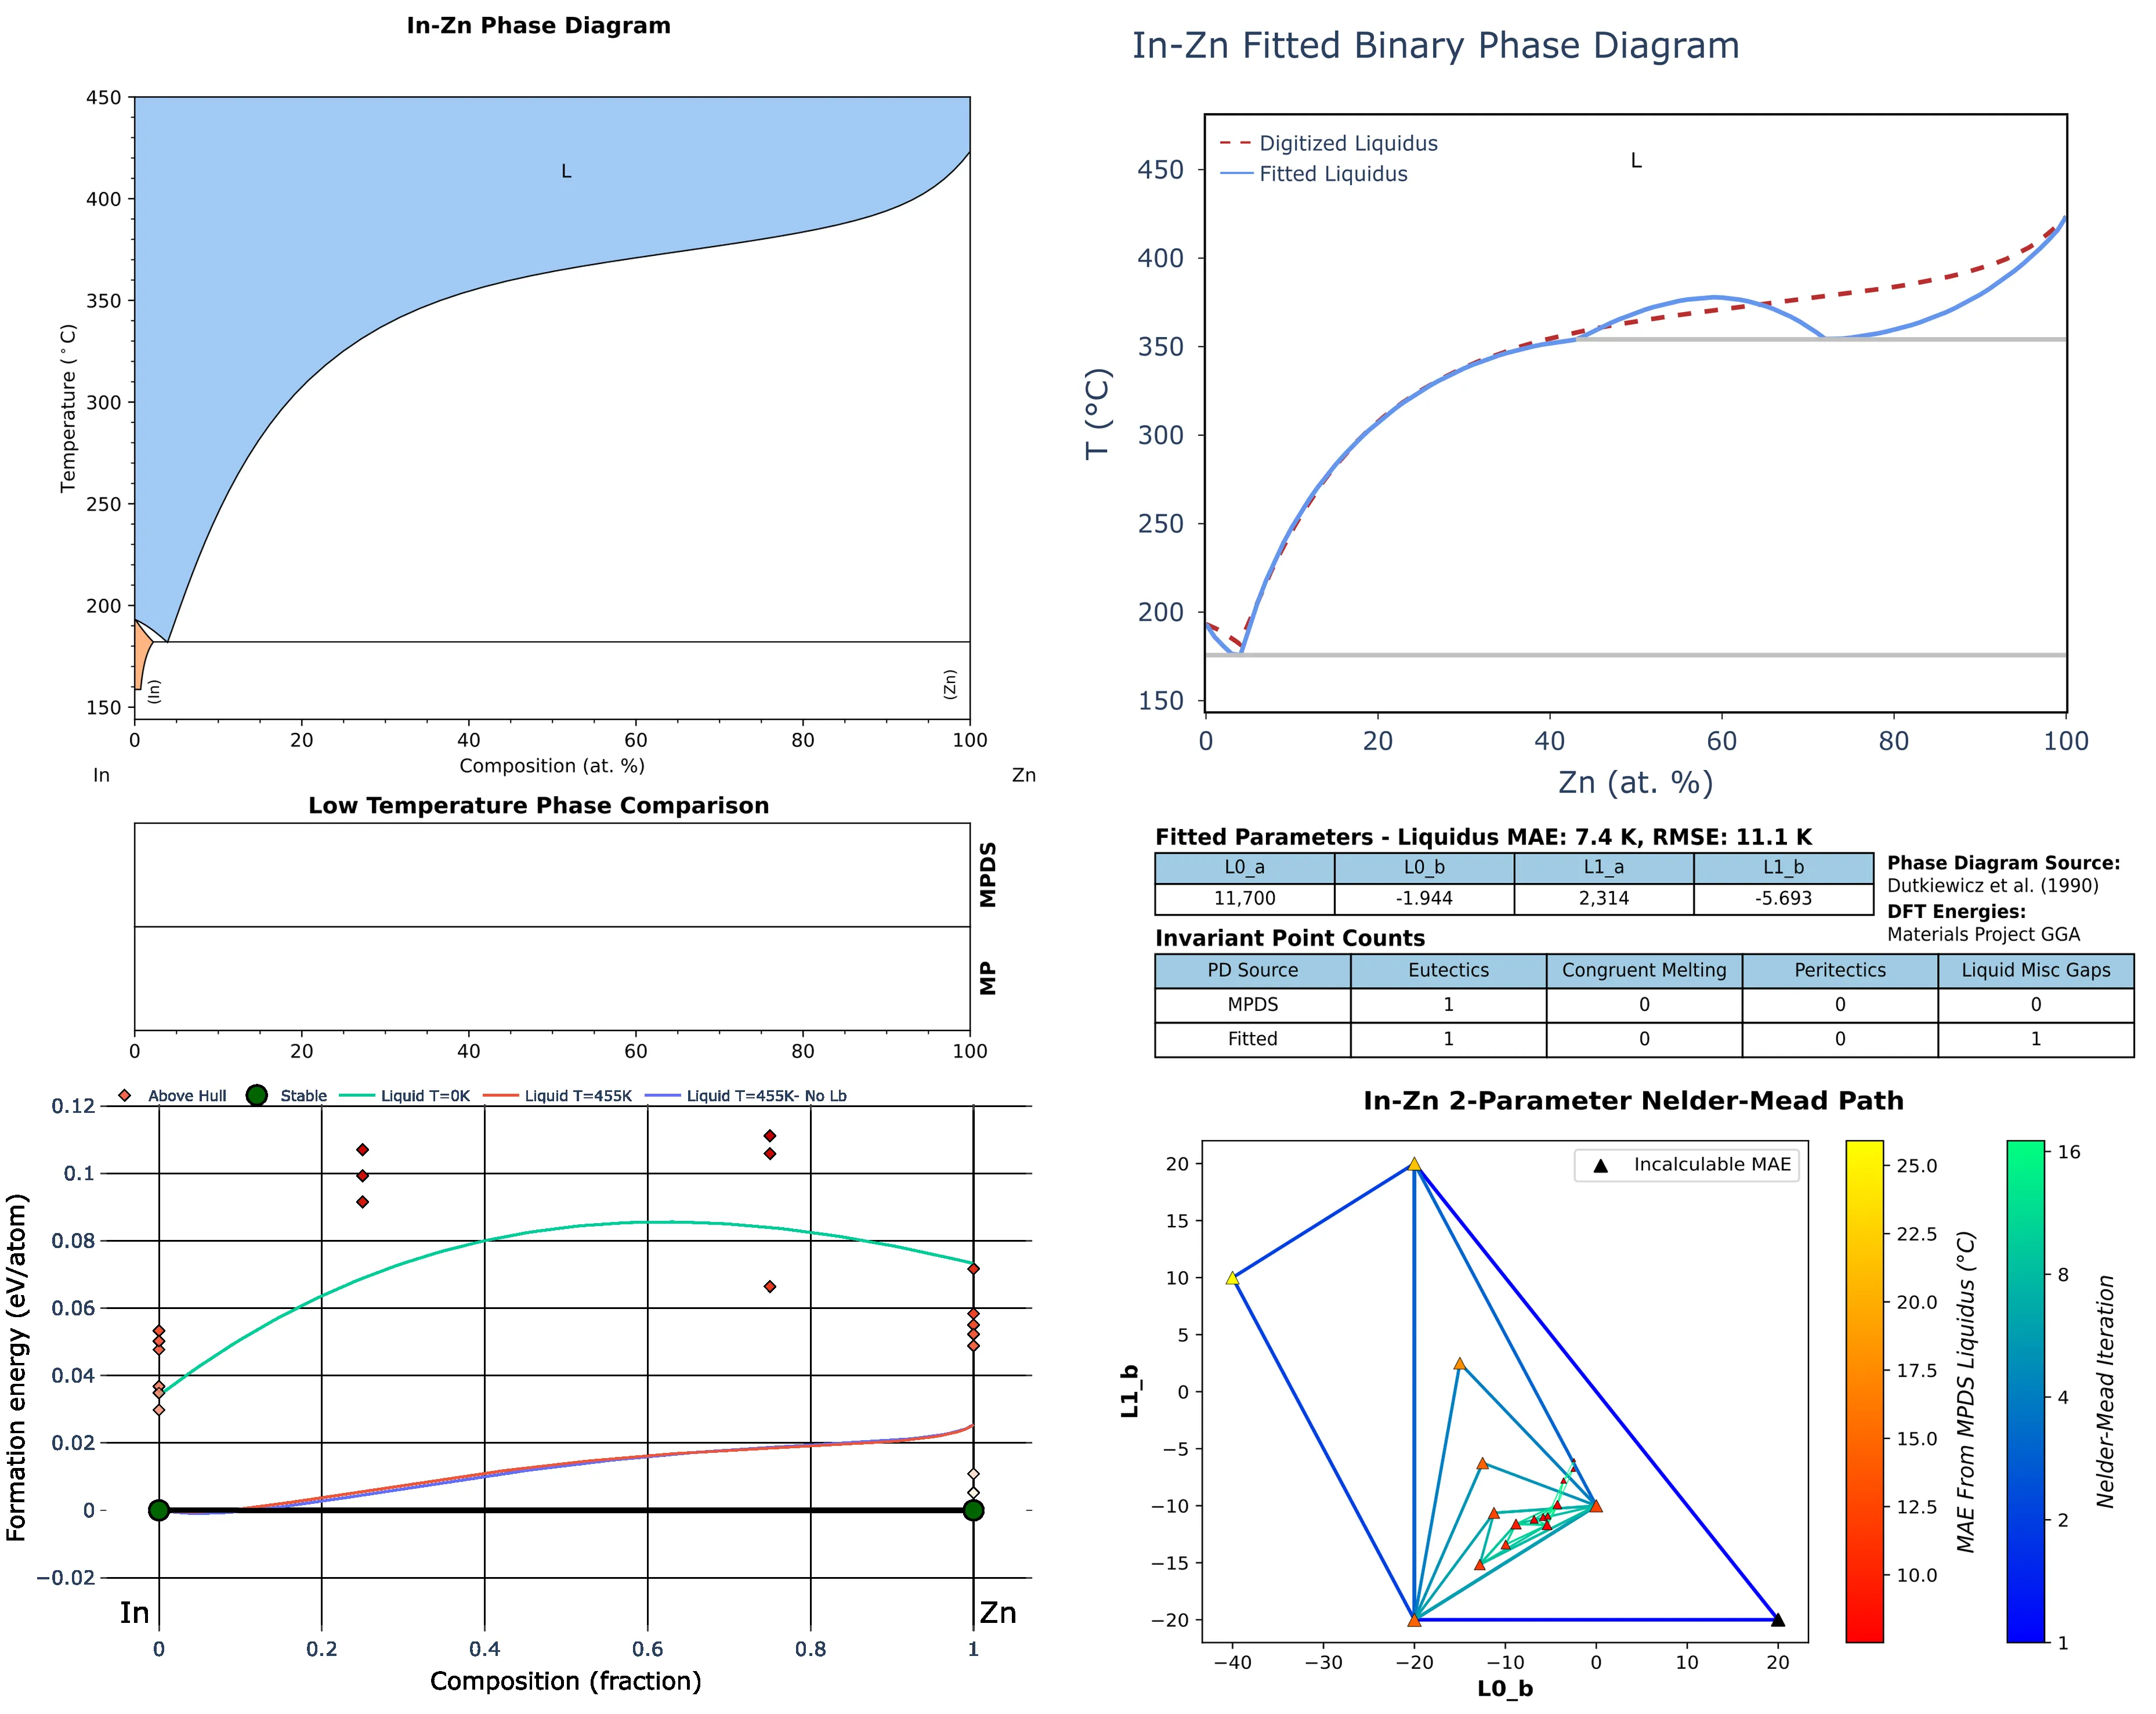 In-Zn Phase Diagram
450
400
350
300
250
200
150
Temperature (°C)
L
(In)
(Zn)
0 20 40 60 80 100
Composition (at. %)
In Zn
Low Temperature Phase Comparison
MPDS
MP
0 20 40 60 80 100
In-Zn Fitted Binary Phase Diagram
Digitized Liquidus
Fitted Liquidus
L
450
400
350
300
250
200
150
T (°C)
0 20 40 60 80 100
Zn (at. %)
Fitted Parameters - Liquidus MAE: 7.4 K, RMSE: 11.1 K
L0_a L0_b L1_a L1_b
11,700 -1.944 2,314 -5.693
Phase Diagram Source:
Dutkiewicz et al. (1990)
DFT Energies:
Materials Project GGA
Invariant Point Counts
PD Source Eutectics Congruent Melting Peritectics Liquid Misc Gaps
MPDS 1 0 0 0
Fitted 1 0 0 1
Above Hull Stable Liquid T=0K Liquid T=455K Liquid T=455K- No Lb
0.12
0.1
0.08
0.06
0.04
0.02
0
−0.02
Formation energy (eV/atom)
In Zn
0 0.2 0.4 0.6 0.8 1
Composition (fraction)
In-Zn 2-Parameter Nelder-Mead Path
Incalculable MAE
20
15
10
5
0
−5
−10
−15
−20
L1_b
−40 −30 −20 −10 0 10 20
L0_b
25.0
22.5
20.0
17.5
15.0
12.5
10.0
MAE From MPDS Liquidus (°C)
16
8
4
2
1
Nelder-Mead Iteration